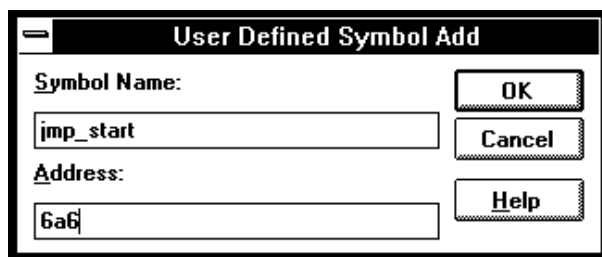 User Defined Symbol Add
Symbol Name:
OK
jmp_start
Cancel
Address:
Help
6a6